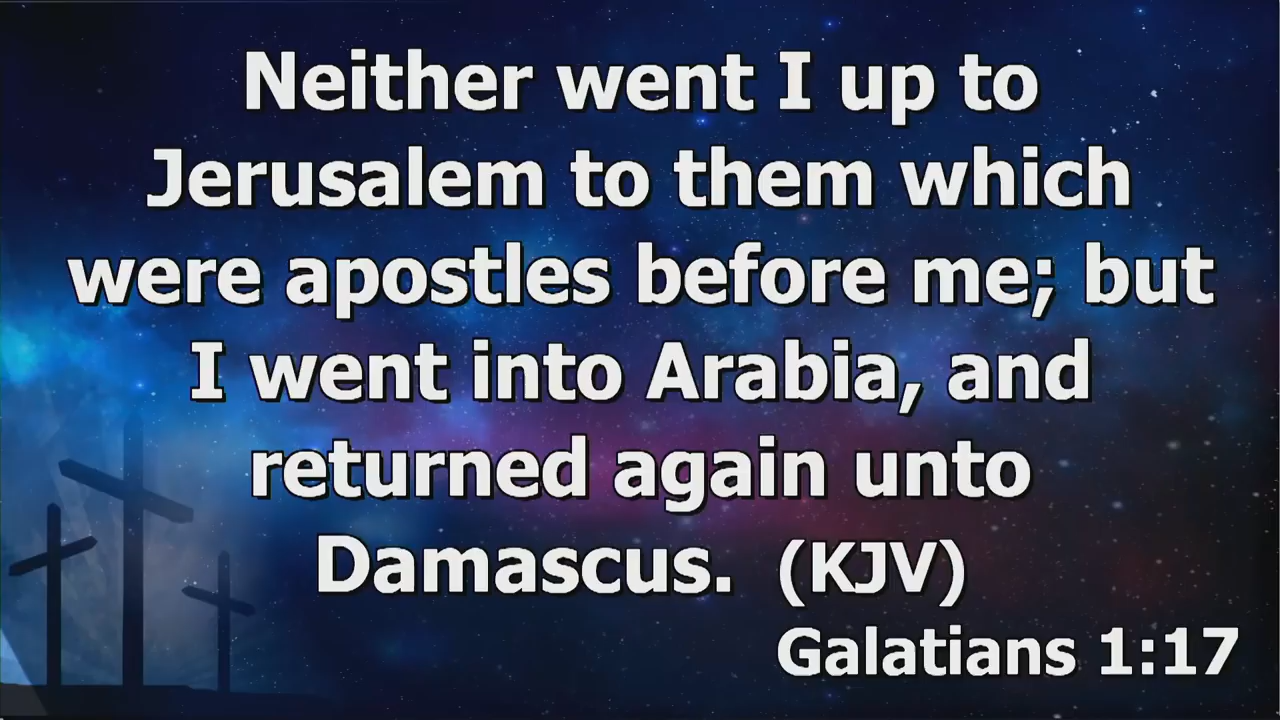 Neither went I up to
Jerusalem to them which
were apostles before me; but
I went into Arabia, and
returned again unto
Damascus. (KJV)
Galatians 1:17